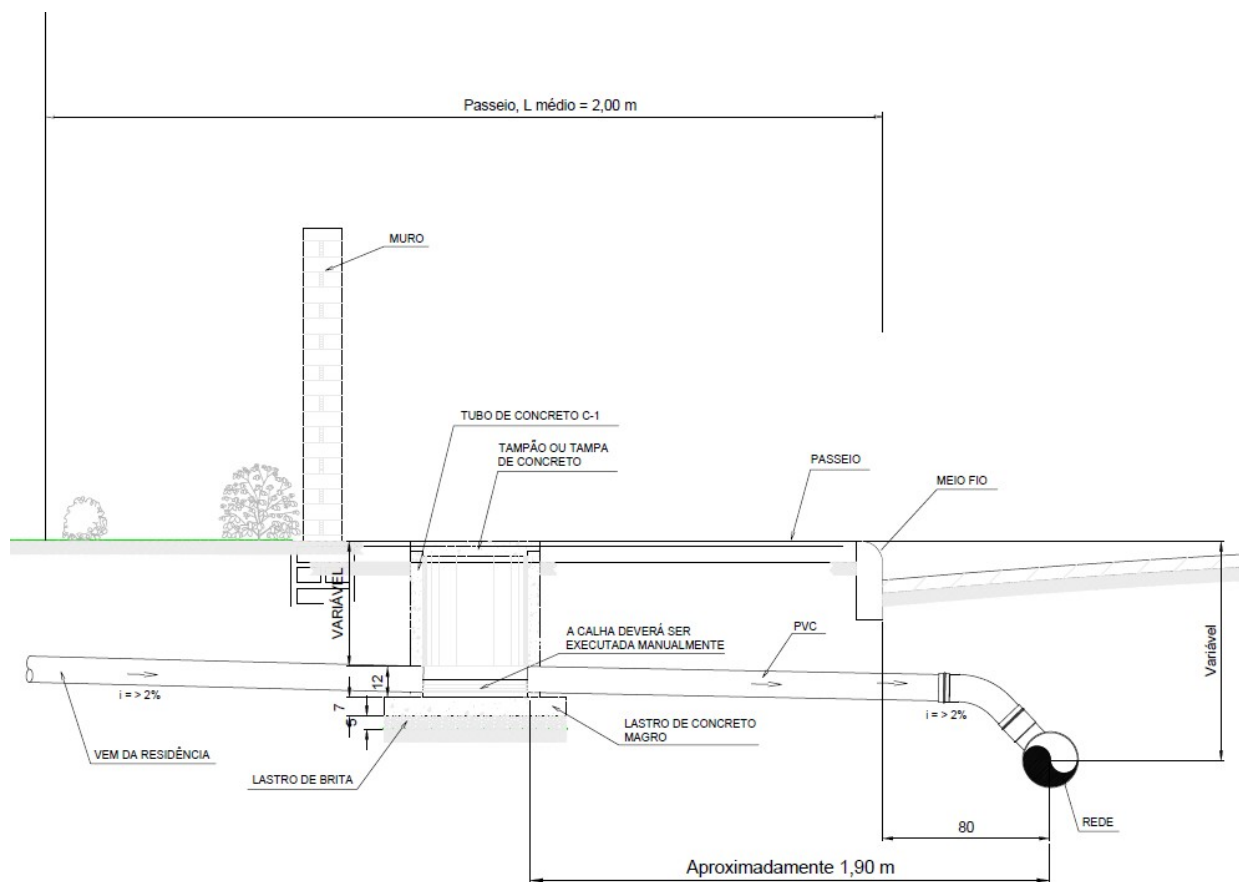 Passeio, L médio = 2,00 m
MURO
TUBO DE CONCRETO C-1
TAMPÃO OU TAMPA
DE CONCRETO
PASSEIO
MEIO FIO
VARIÁVEL
A CALHA DEVERÁ SER
EXECUTADA MANUALMENTE
PVC
Variável
12
i = > 2%
7
5
LASTRO DE CONCRETO
MAGRO
i = > 2%
VEM DA RESIDÊNCIA
LASTRO DE BRITA
REDE
80
Aproximadamente 1,90 m